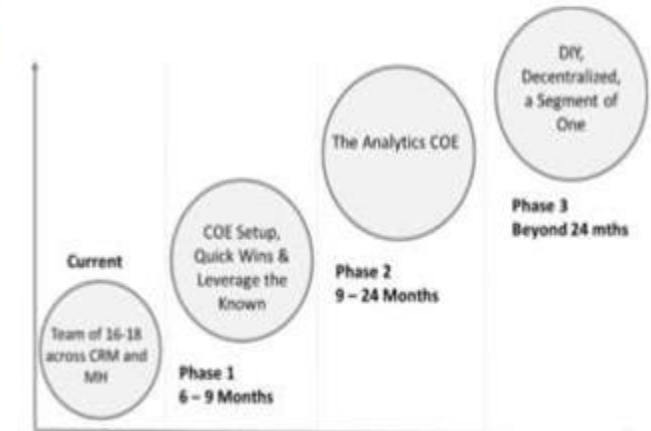 Current
Team of 16-18
across CRM and
MH
COE Setup,
Quick Wins &
Leverage the
Known
Phase 1
6 – 9 Months
The Analytics COE
Phase 2
9 – 24 Months
DIY,
Decentralized,
a Segment of
One
Phase 3
Beyond 24 mths